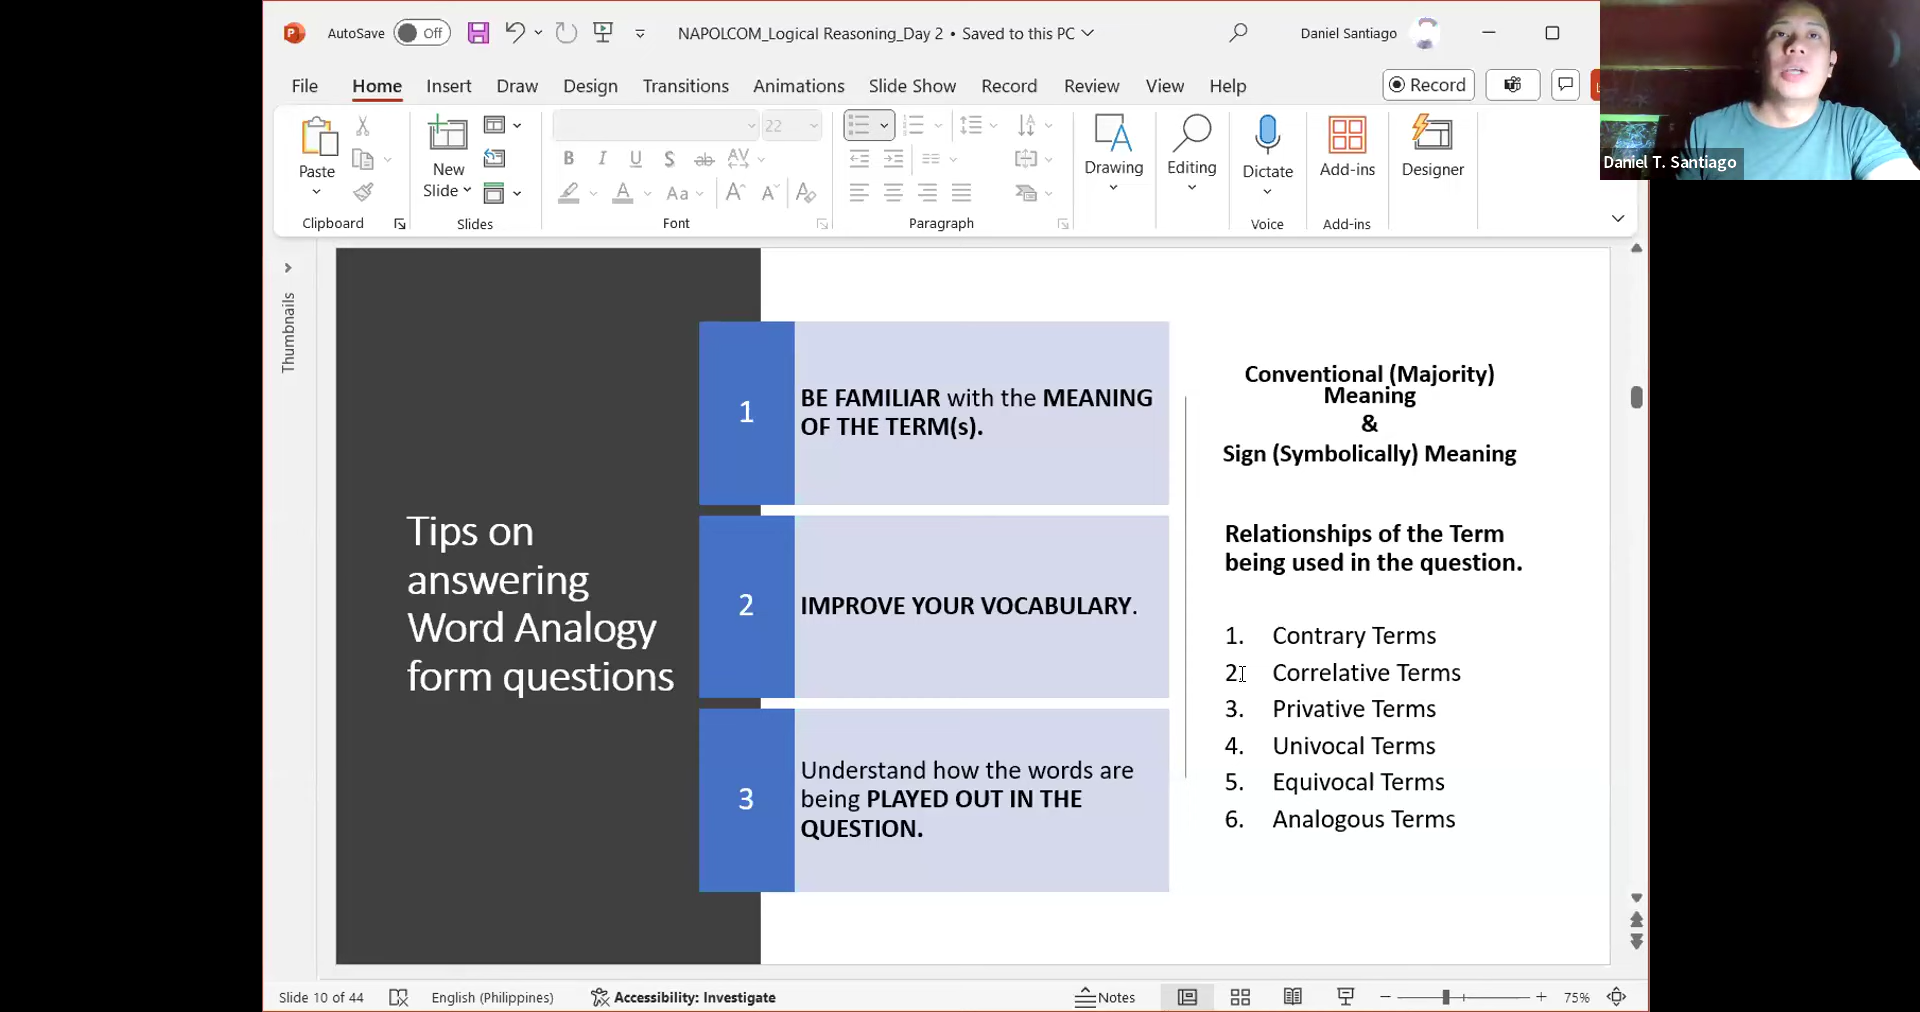 AutoSave Off NAPOLCOM_Logical Reasoning_Day 2 • Saved to this PC Daniel Santiago
File Home Insert Draw Design Transitions Animations Slide Show Record Review View Help Record
Paste
New
Slide
22
B I U S ab AV
A Aa A A
Drawing
Editing
Dictate
Add-ins
Designer
Clipboard Slides Font Paragraph Voice Add-ins
Daniel T. Santiago
Thumbnails
Tips on
answering
Word Analogy
form questions
1
BE FAMILIAR with the MEANING
OF THE TERM(s).
2
IMPROVE YOUR VOCABULARY.
3
Understand how the words are
being PLAYED OUT IN THE
QUESTION.
Conventional (Majority)
Meaning
&
Sign (Symbolically) Meaning
Relationships of the Term
being used in the question.
1. Contrary Terms
2. Correlative Terms
3. Privative Terms
4. Univocal Terms
5. Equivocal Terms
6. Analogous Terms
Slide 10 of 44 English (Philippines) Accessibility: Investigate Notes 75%